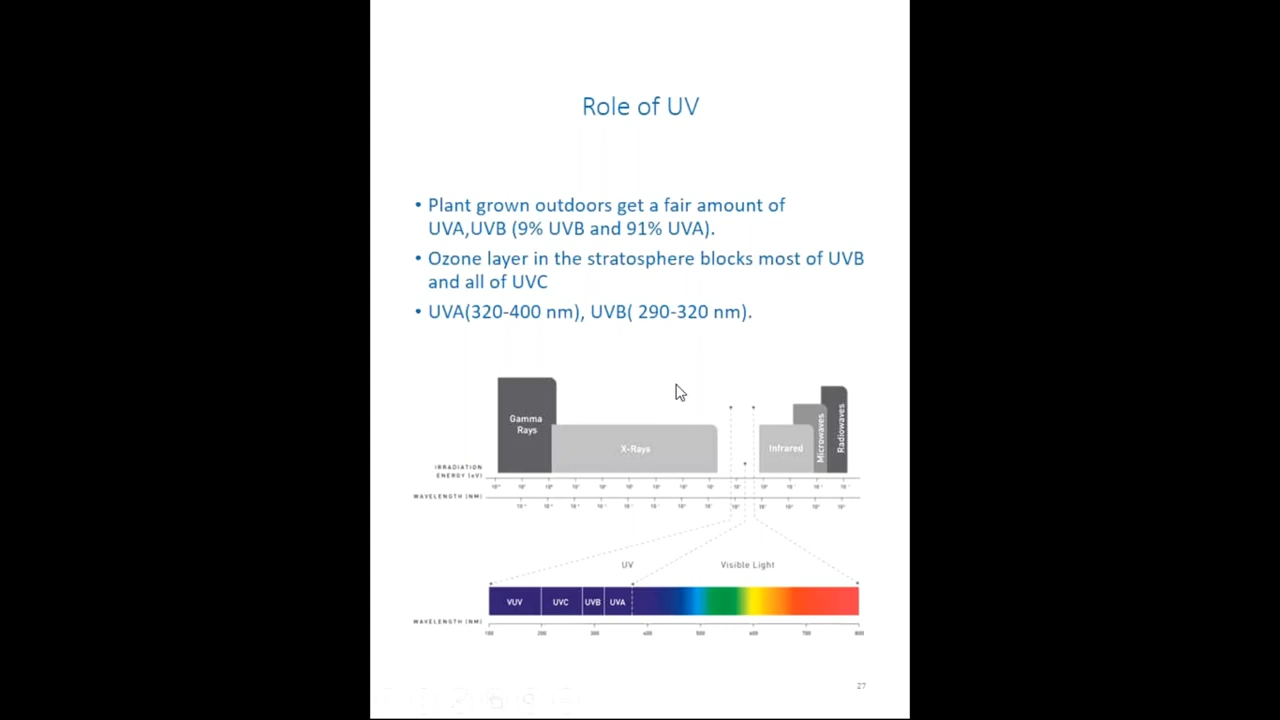 Role of UV
• Plant grown outdoors get a fair amount of
UVA,UVB (9% UVB and 91% UVA).
• Ozone layer in the stratosphere blocks most of UVB
and all of UVC
• UVA(320-400 nm), UVB( 290-320 nm).
Gamma
Rays
X-Rays
Infrared
Microwaves
Radiowaves
IRRADIATION
ENERGY (eV)
WAVELENGTH (NM)
UV
Visible Light
VUV
UVC
UVB
UVA
WAVELENGTH (NM)
100 200 300 400 500 600 700 800
27